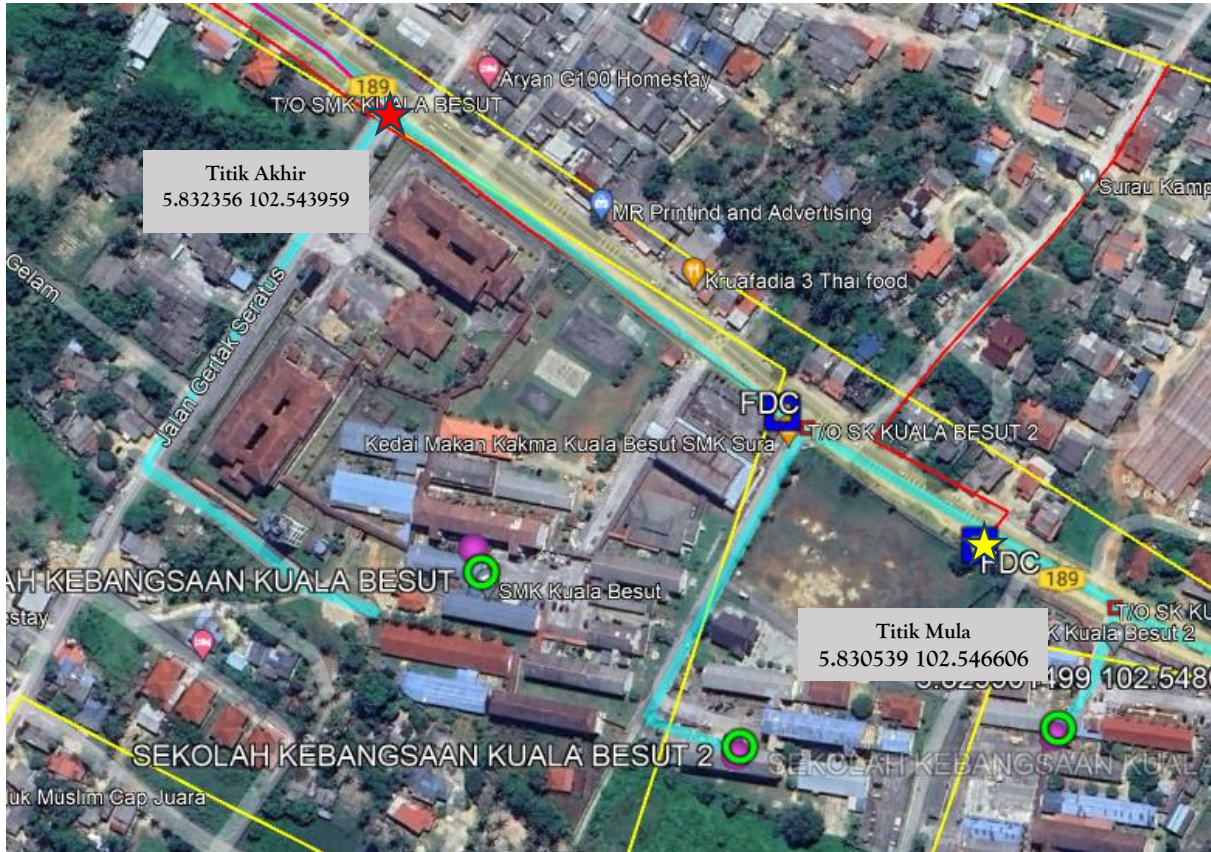 Aryan G100 Homestay
189
T/O SMK KUALA BESUT
Titik Akhir
5.832356 102.543959
Surau Kamp
MR Printind and Advertising
Gelam
Kruafadia 3 Thai food
Jalan Gertak Seratus
FDC
T/O SK KUALA BESUT 2
Kedai Makan Kakma Kuala Besut SMK Sura
FDC
189
AH KEBANGSAAN KUALA BESUT
SMK Kuala Besut
T/O SK KU
estay
Titik Mula
5.830539 102.546606
K Kuala Besut 2
499 102.548
SEKOLAH KEBANGSAAN KUALA BESUT 2
SEKOLAH KEBANGSAAN KUALA
uk Muslim Cap Juara